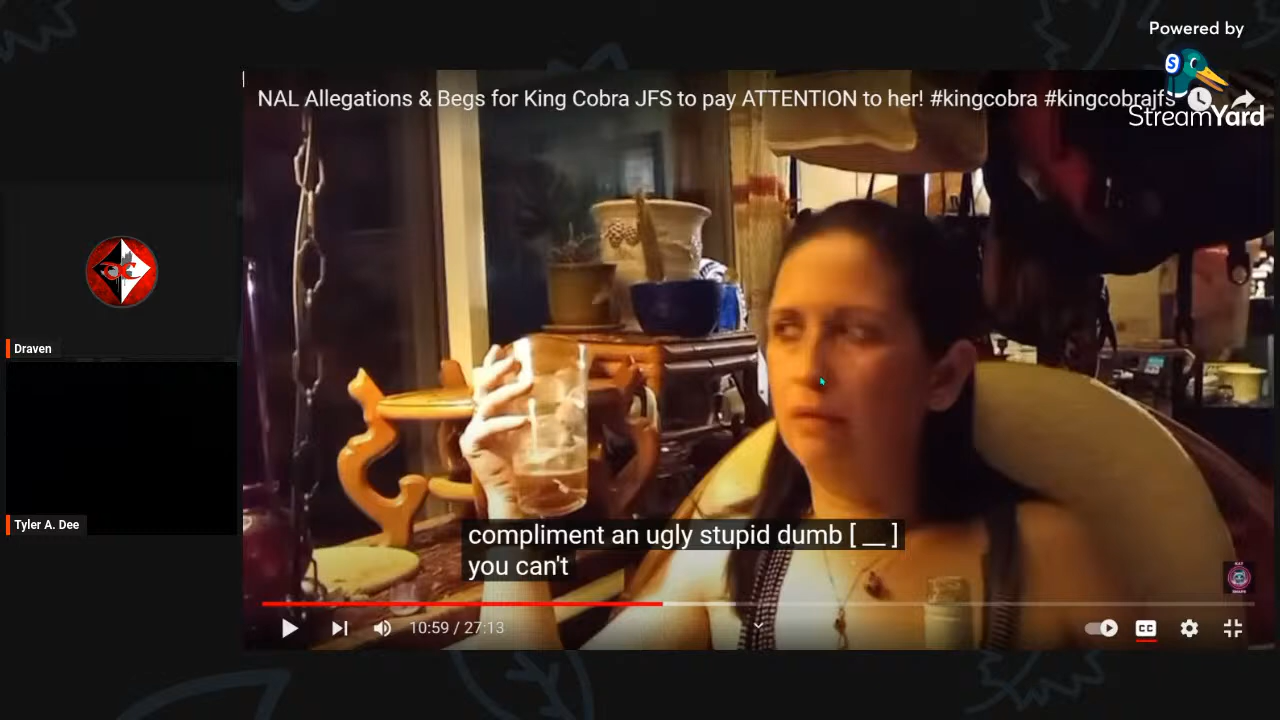 Powered by
S
StreamYard
NAL Allegations & Begs for King Cobra JFS to pay ATTENTION to her! #kingcobra #kingcobrajfs
Draven
Tyler A. Dee
compliment an ugly stupid dumb [ __ ]
you can't
10:59 / 27:13
CC